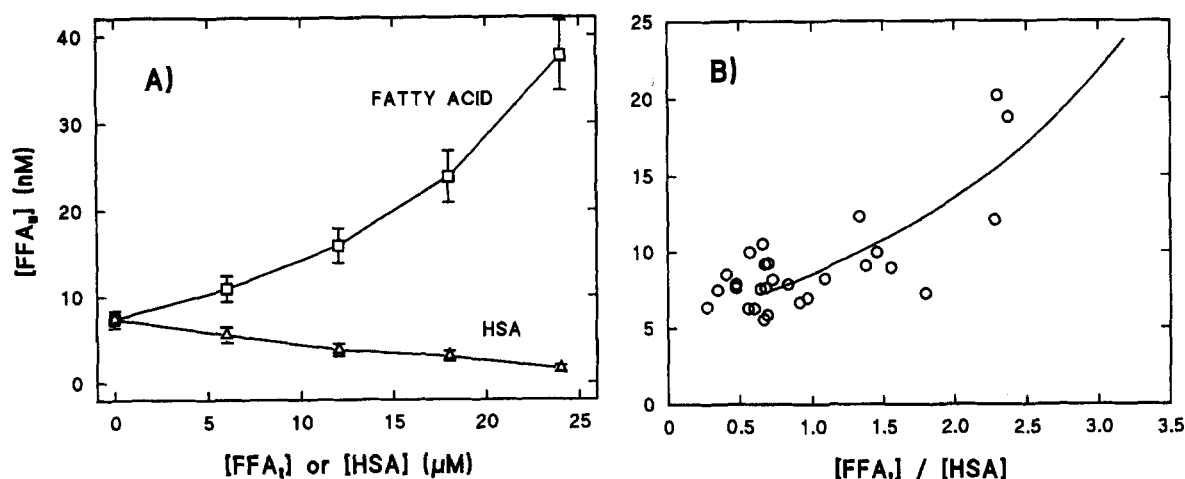 A)
FATTY ACID
HSA
[FFAu] (nM)
40
30
20
10
0
0 5 10 15 20 25
[FFAt] or [HSA] (μM)
B)
25
20
15
10
5
0
0 0.5 1.0 1.5 2.0 2.5 3.0 3.5
[FFAt] / [HSA]